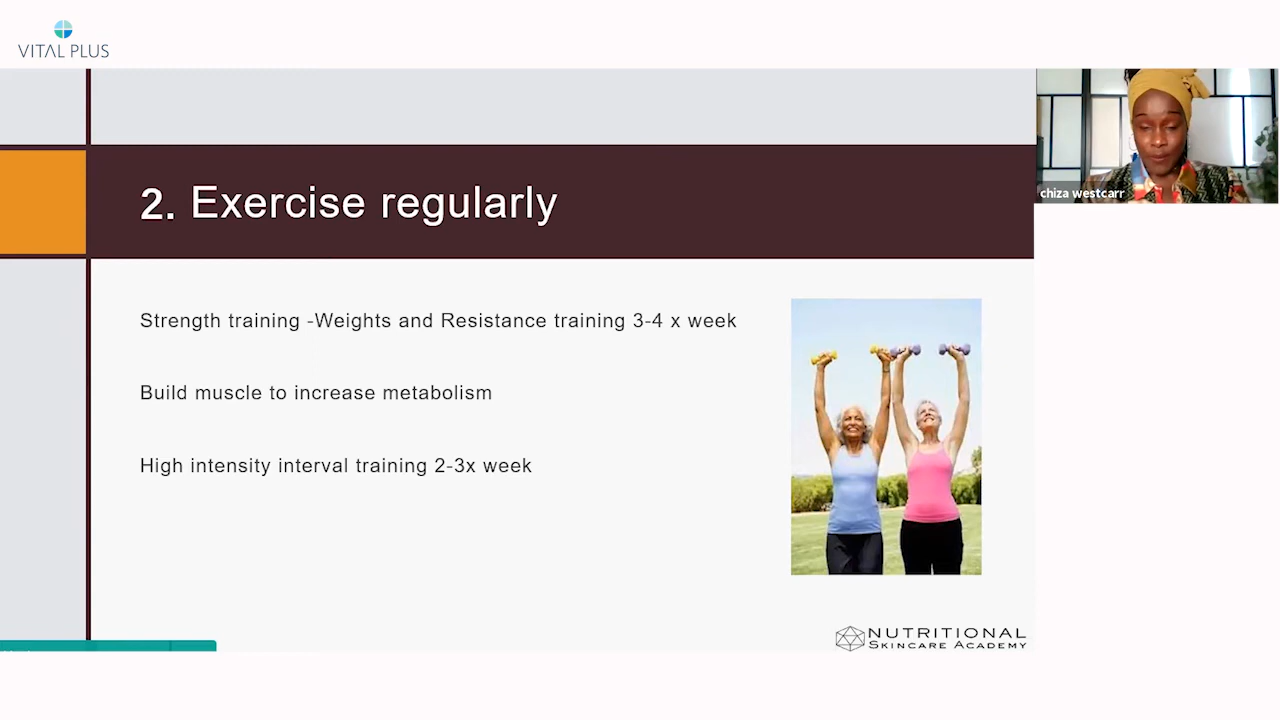 VITAL PLUS
chiza westcarr
2. Exercise regularly
Strength training -Weights and Resistance training 3-4 x week
Build muscle to increase metabolism
High intensity interval training 2-3x week
NUTRITIONAL
SKINCARE ACADEMY